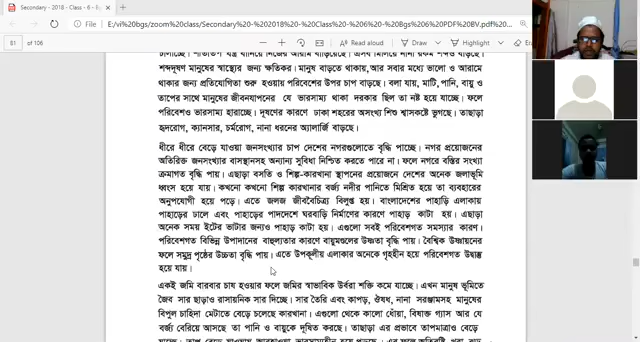 Secondary - 2018 - Class - 6 - B
E:/vi%20bgs/zoom%20class/Secondary%20-%202018%20-%20Class%20-%206%20-%20Bgs%206%20PDF%20BV.pdf
81 of 106
Read aloud
Draw
Highlight
Erase
শব্দদূষণ মানুষের স্বাস্থ্যের জন্য ক্ষতিকর। মানুষ বাড়তে থাকায়, আর সবার মধ্যে ভালো ও আরামে
থাকার জন্য প্রতিযোগিতা শুরু হওয়ায় পরিবেশের উপর চাপ বাড়ছে। বলা যায়, মাটি, পানি, বায়ু ও
তাপের সাথে মানুষের জীবনযাপনের যে ভারসাম্য থাকা দরকার ছিল তা নষ্ট হয়ে যাচ্ছে। ফলে
পরিবেশও ভারসাম্য হারাচ্ছে। দূষণের কারণে ঢাকা শহরের অসংখ্য শিশু শ্বাসকষ্টে ভুগছে। তাছাড়া
হৃদরোগ, ক্যানসার, চর্মরোগ, নানা ধরনের অ্যালার্জি বাড়ছে।
ধীরে ধীরে বেড়ে যাওয়া জনসংখ্যার চাপ দেশের নগরগুলোতে বৃদ্ধি পাচ্ছে। নগর প্রয়োজনের
অতিরিক্ত জনসংখ্যার বাসস্থানসহ অন্যান্য সুবিধা নিশ্চিত করতে পারে না। ফলে নগরে বস্তির সংখ্যা
ক্রমাগত বৃদ্ধি পায়। এছাড়া বসতি ও শিল্প-কারখানা স্থাপনের প্রয়োজনে দেশের অনেক জলাভূমি
ধ্বংস হয়ে যায়। কখনো কখনো শিল্প কারখানার বর্জ্য নদীর পানিতে মিশ্রিত হয়ে তা ব্যবহারের
অনুপযোগী হয়ে পড়ে। এতে জলজ জীববৈচিত্র্য বিলুপ্ত হয়। বাংলাদেশের পাহাড়ি এলাকায়
পাহাড়ের ঢালে এবং পাহাড়ের পাদদেশে ঘরবাড়ি নির্মাণের কারণে পাহাড় কাটা হয়। এছাড়া
অনেক সময় ইটের ভাটার জন্যও পাহাড় কাটা হয়। এগুলো সবই পরিবেশগত সমস্যার কারণ।
পরিবেশগত বিভিন্ন উপাদানের বাহুল্যতার কারণে বায়ুমণ্ডলের উষ্ণতা বৃদ্ধি পায়। বৈশ্বিক উষ্ণায়নের
ফলে সমুদ্র পৃষ্ঠের উচ্চতা বৃদ্ধি পায়। এতে উপকূলীয় এলাকার অনেকে গৃহহীন হয়ে পরিবেশগত উদ্বাস্তু
হয়ে যায়।
একই জমি বারবার চাষ হওয়ার ফলে জমির স্বাভাবিক উর্বরা শক্তি কমে যাচ্ছে। এখন মানুষ ভূমিতে
জৈব সার ছাড়াও রাসায়নিক সার দিচ্ছে। সার তৈরি এবং কাপড়, ঔষধ, নানা সরঞ্জামসহ মানুষের
বিপুল চাহিদা মেটাতে বেড়ে চলেছে কারখানা। এগুলো থেকে কালো ধোঁয়া, বিষাক্ত গ্যাস আর যে
বর্জ্য বেরিয়ে আসছে তা পানি ও বায়ুকে দূষিত করছে। তাছাড়া এর প্রভাবে তাপমাত্রাও বেড়ে